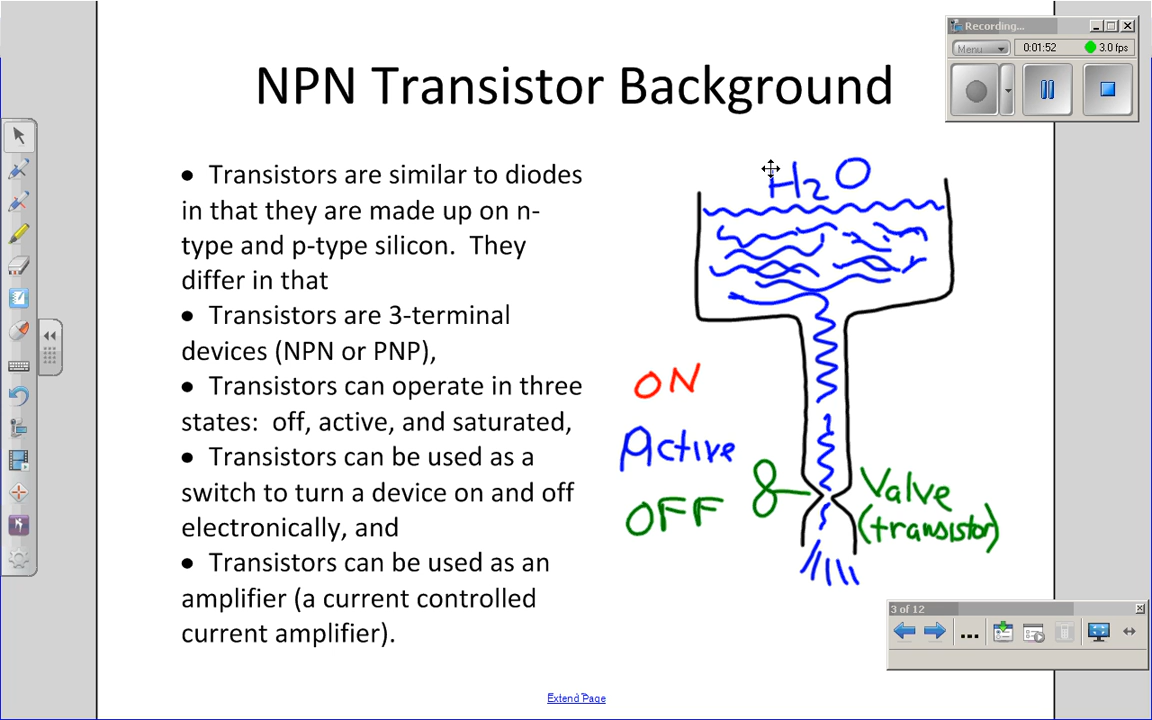 Recording...
Menu
0:01:52
3.0 fps
NPN Transistor Background
• Transistors are similar to diodes
in that they are made up on n-
type and p-type silicon. They
differ in that
• Transistors are 3-terminal
devices (NPN or PNP),
• Transistors can operate in three
states: off, active, and saturated,
• Transistors can be used as a
switch to turn a device on and off
electronically, and
• Transistors can be used as an
amplifier (a current controlled
current amplifier).
H2O
ON
Active
OFF
Valve
(transistor)
3 of 12
Extend Page